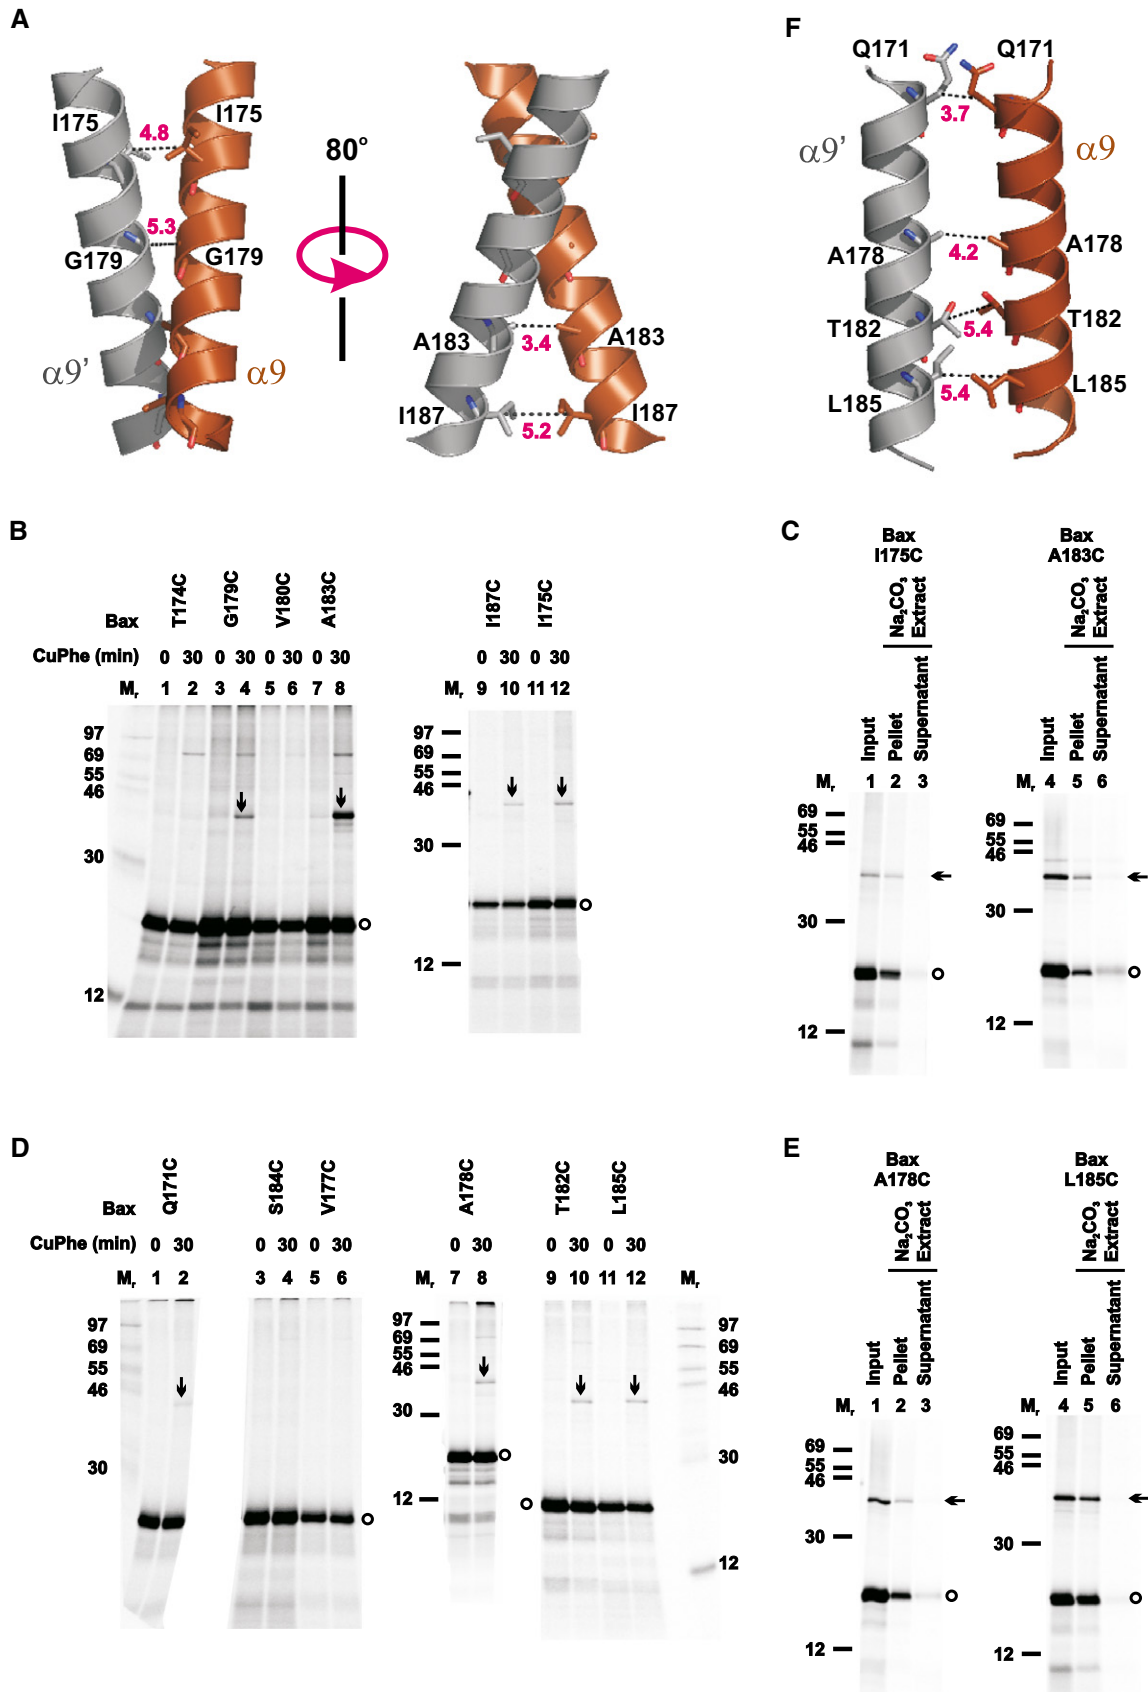 A
I175
I175
4.8
5.3
G179
G179
α9’
α9
80°
A183
A183
3.4
I187
I187
5.2
F
Q171
Q171
3.7
α9’
α9
A178
A178
4.2
T182
T182
5.4
L185
L185
5.4
B
Bax T174C G179C V180C A183C
CuPhe (min) 0 30 0 30 0 30 0 30
Mr 1 2 3 4 5 6 7 8
97
69
55
46
30
12
I187C I175C
0 30 0 30
Mr 9 10 11 12
97
69
55
46
30
12
C
Bax
I175C
Na2CO3
Extract
Input Pellet Supernatant
Mr 1 2 3
69
55
46
30
12
Bax
A183C
Na2CO3
Extract
Input Pellet Supernatant
Mr 4 5 6
69
55
46
30
12
D
Bax Q171C S184C V177C A178C T182C L185C
CuPhe (min) 0 30 0 30 0 30 0 30 0 30 0 30
Mr 1 2 3 4 5 6 Mr 7 8 9 10 11 12 Mr
97
69
55
46
30
97
69
55
46
30
12
97
69
55
46
30
12
E
Bax
A178C
Na2CO3
Extract
Input Pellet Supernatant
Mr 1 2 3
69
55
46
30
12
Bax
L185C
Na2CO3
Extract
Input Pellet Supernatant
Mr 4 5 6
69
55
46
30
12